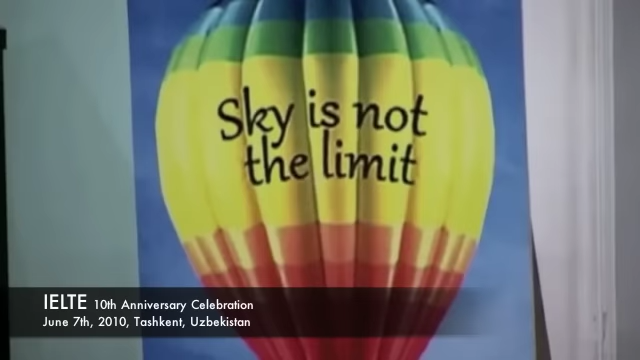 Sky is not
the limit
IELTE 10th Anniversary Celebration
June 7th, 2010, Tashkent, Uzbekistan